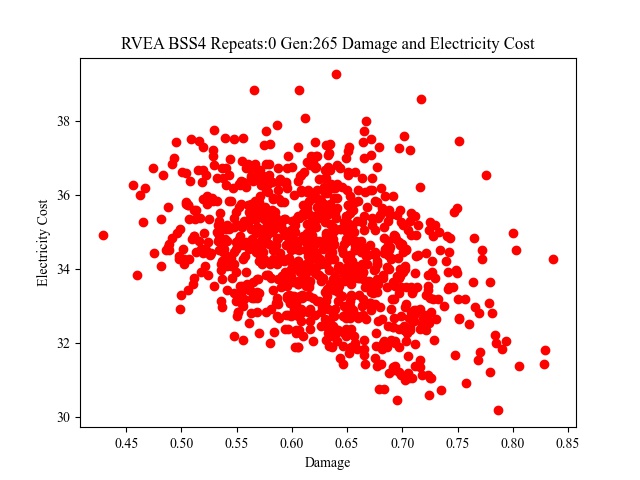 RVEA BSS4 Repeats:0 Gen:265 Damage and Electricity Cost
Electricity Cost
38
36
34
32
30
0.45 0.50 0.55 0.60 0.65 0.70 0.75 0.80 0.85
Damage